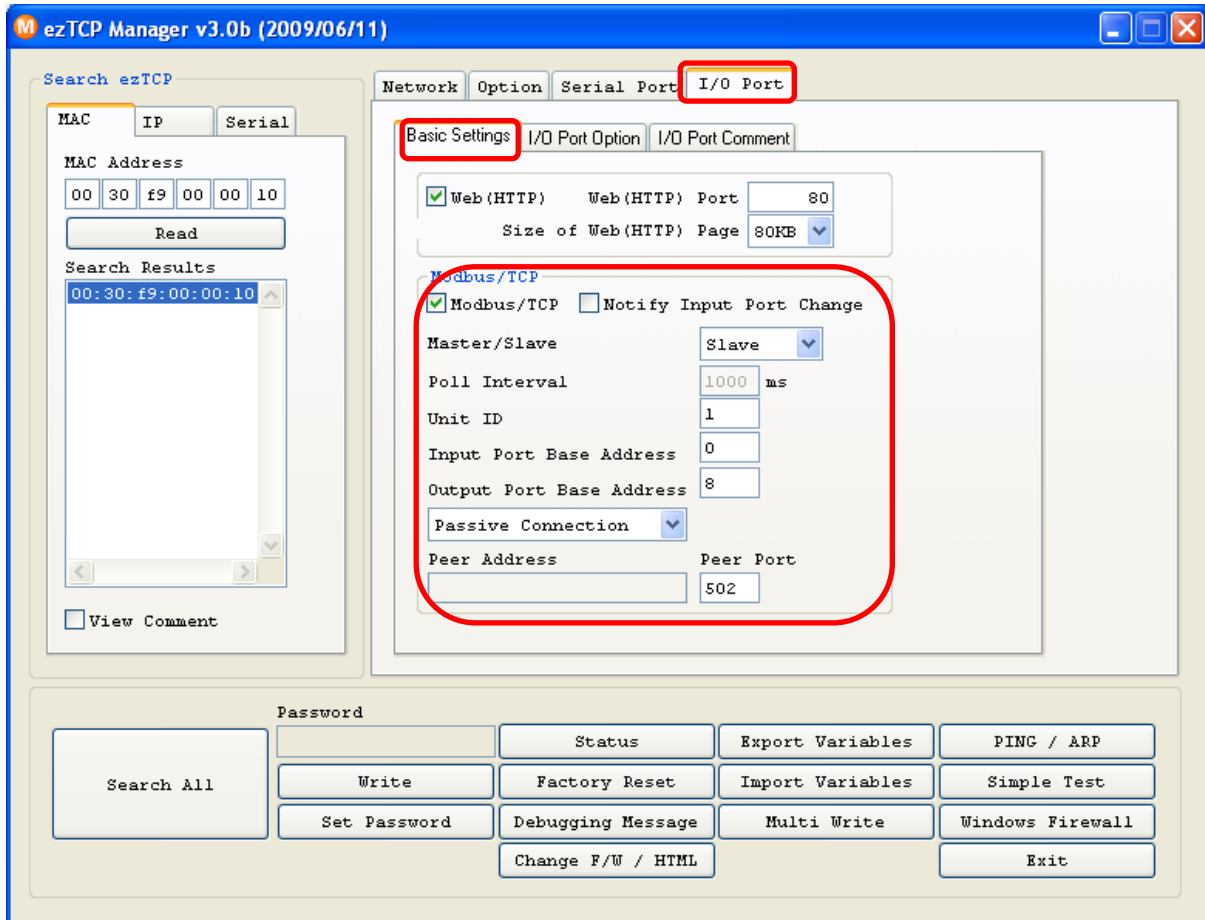 ezTCP Manager v3.0b (2009/06/11)
Search ezTCP
MAC IP Serial
MAC Address
00 30 f9 00 00 10
Read
Search Results
00:30:f9:00:00:10
View Comment
Network Option Serial Port I/O Port
Basic Settings I/O Port Option I/O Port Comment
Web(HTTP) Web(HTTP) Port 80
Size of Web(HTTP) Page 80KB
Modbus/TCP
Modbus/TCP Notify Input Port Change
Master/Slave Slave
Poll Interval 1000 ms
Unit ID 1
Input Port Base Address 0
Output Port Base Address 8
Passive Connection
Peer Address Peer Port
502
Password
Search All
Status Export Variables PING / ARP
Write Factory Reset Import Variables Simple Test
Set Password Debugging Message Multi Write Windows Firewall
Change F/W / HTML Exit